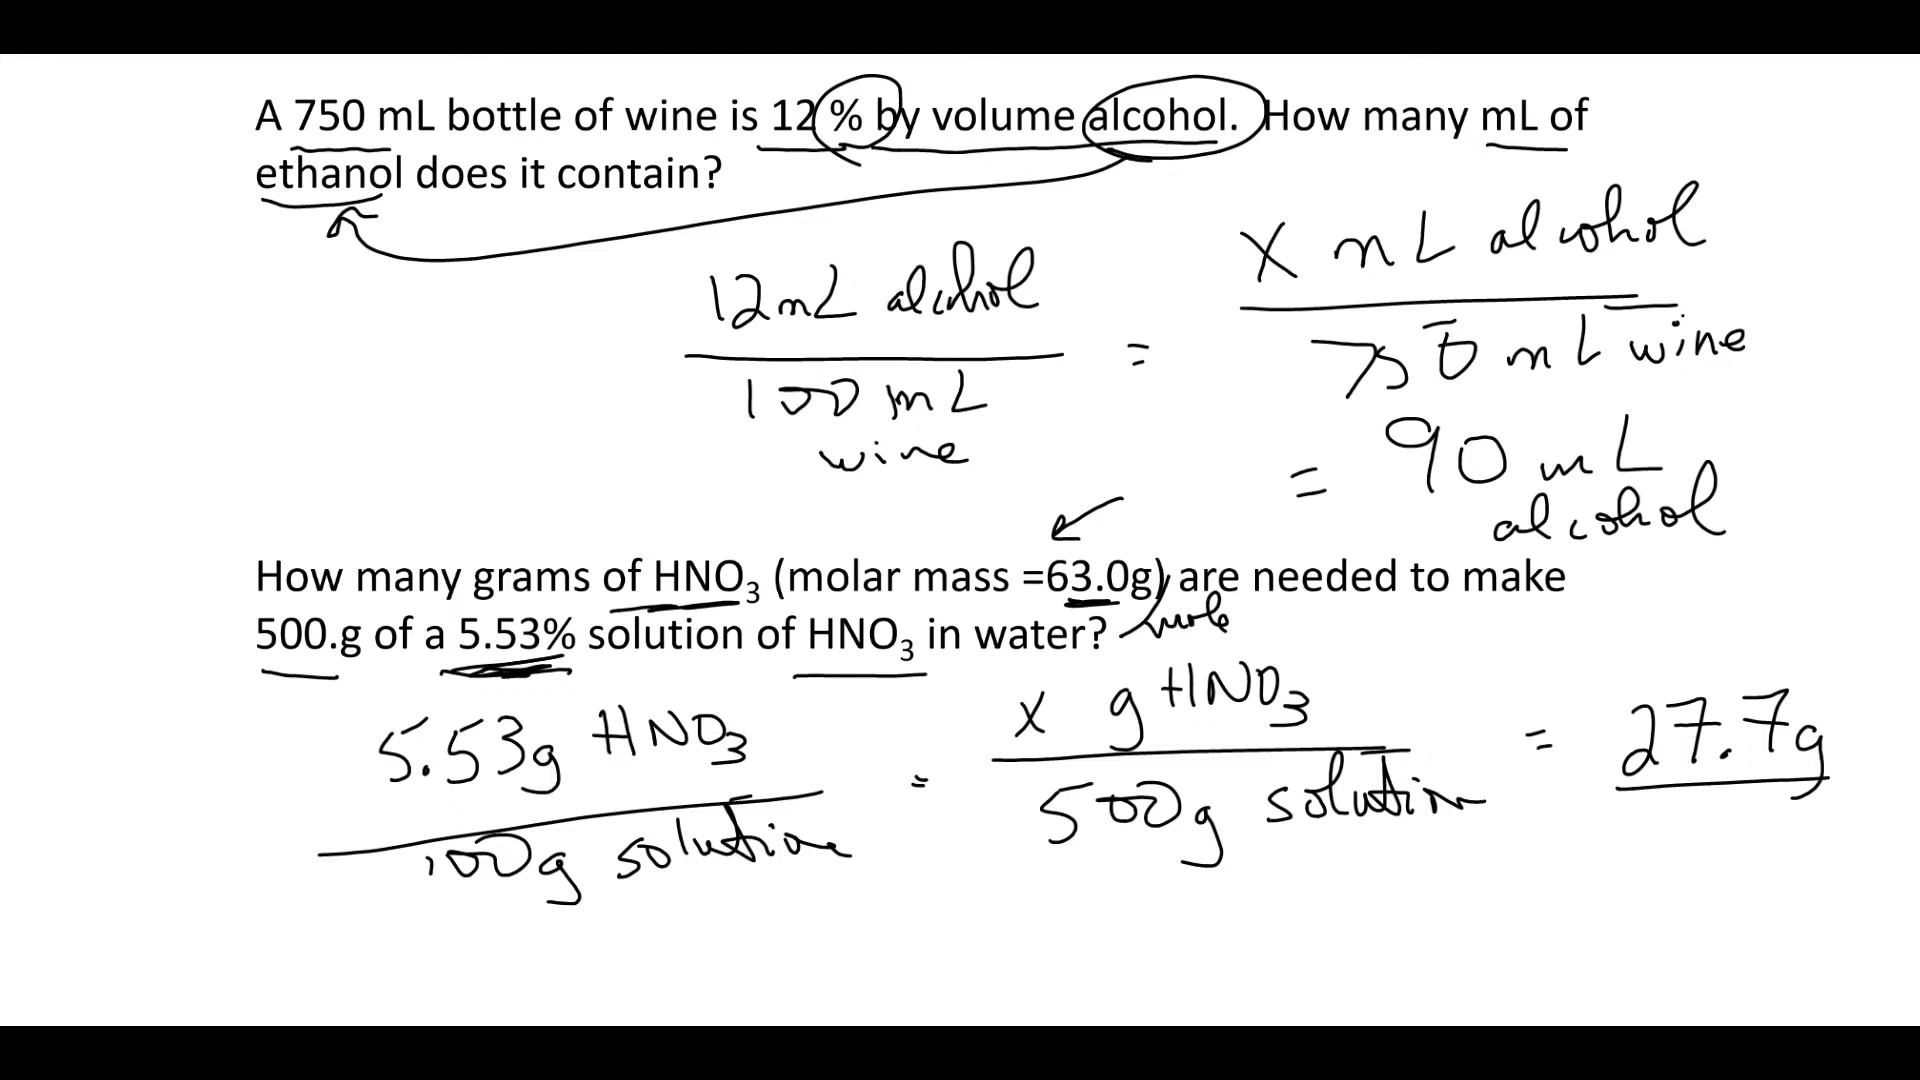 A 750 mL bottle of wine is 12 % by volume alcohol. How many mL of
ethanol does it contain?
12 mL alcohol
100 mL
wine
=
x mL alcohol
750 mL wine
= 90 mL
alcohol
How many grams of HNO₃ (molar mass =63.0g) are needed to make
/mole
500.g of a 5.53% solution of HNO₃ in water?
5.53g HNO₃
100g solution
=
x g HNO₃
500g solution
= 27.7g